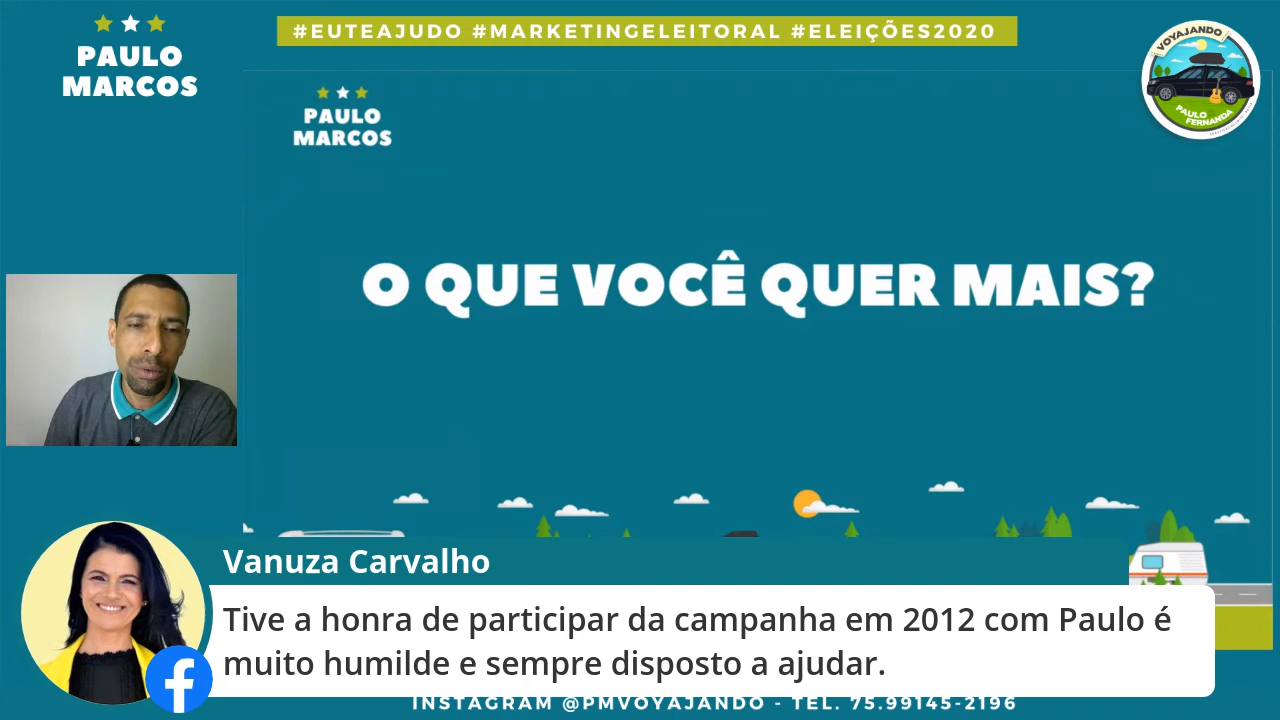 #EUTEAJUDO #MARKETINGELEITORAL #ELEIÇÕES2020
PAULO
MARCOS
VOYAJANDO
PAULO
FERNANDA
PAULO
MARCOS
O QUE VOCÊ QUER MAIS?
Vanuza Carvalho
Tive a honra de participar da campanha em 2012 com Paulo é
muito humilde e sempre disposto a ajudar.
INSTAGRAM @PMVOYAJANDO - TEL. 75.99145-2196